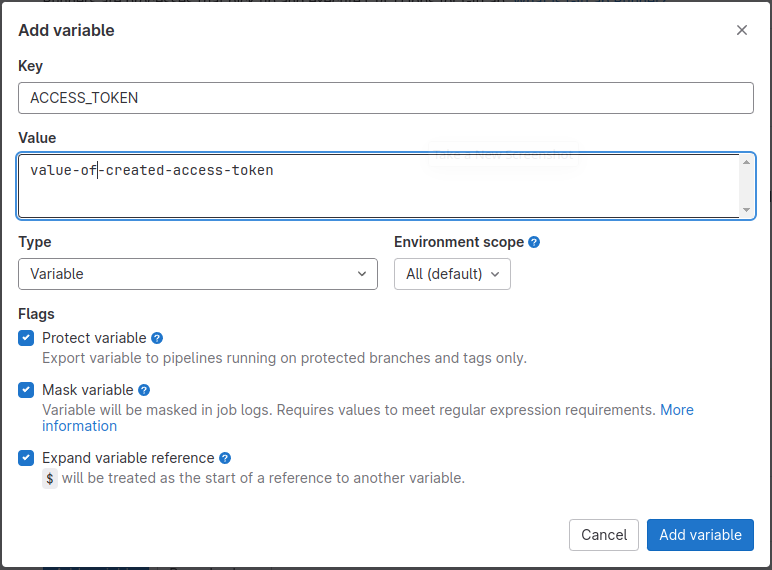 Add variable
Key
ACCESS_TOKEN
Value
Take a New Screenshot
value-of-created-access-token
Type
Environment scope
Variable
All (default)
Flags
Protect variable
Export variable to pipelines running on protected branches and tags only.
Mask variable
Variable will be masked in job logs. Requires values to meet regular expression requirements. More
information
Expand variable reference
$ will be treated as the start of a reference to another variable.
Cancel
Add variable